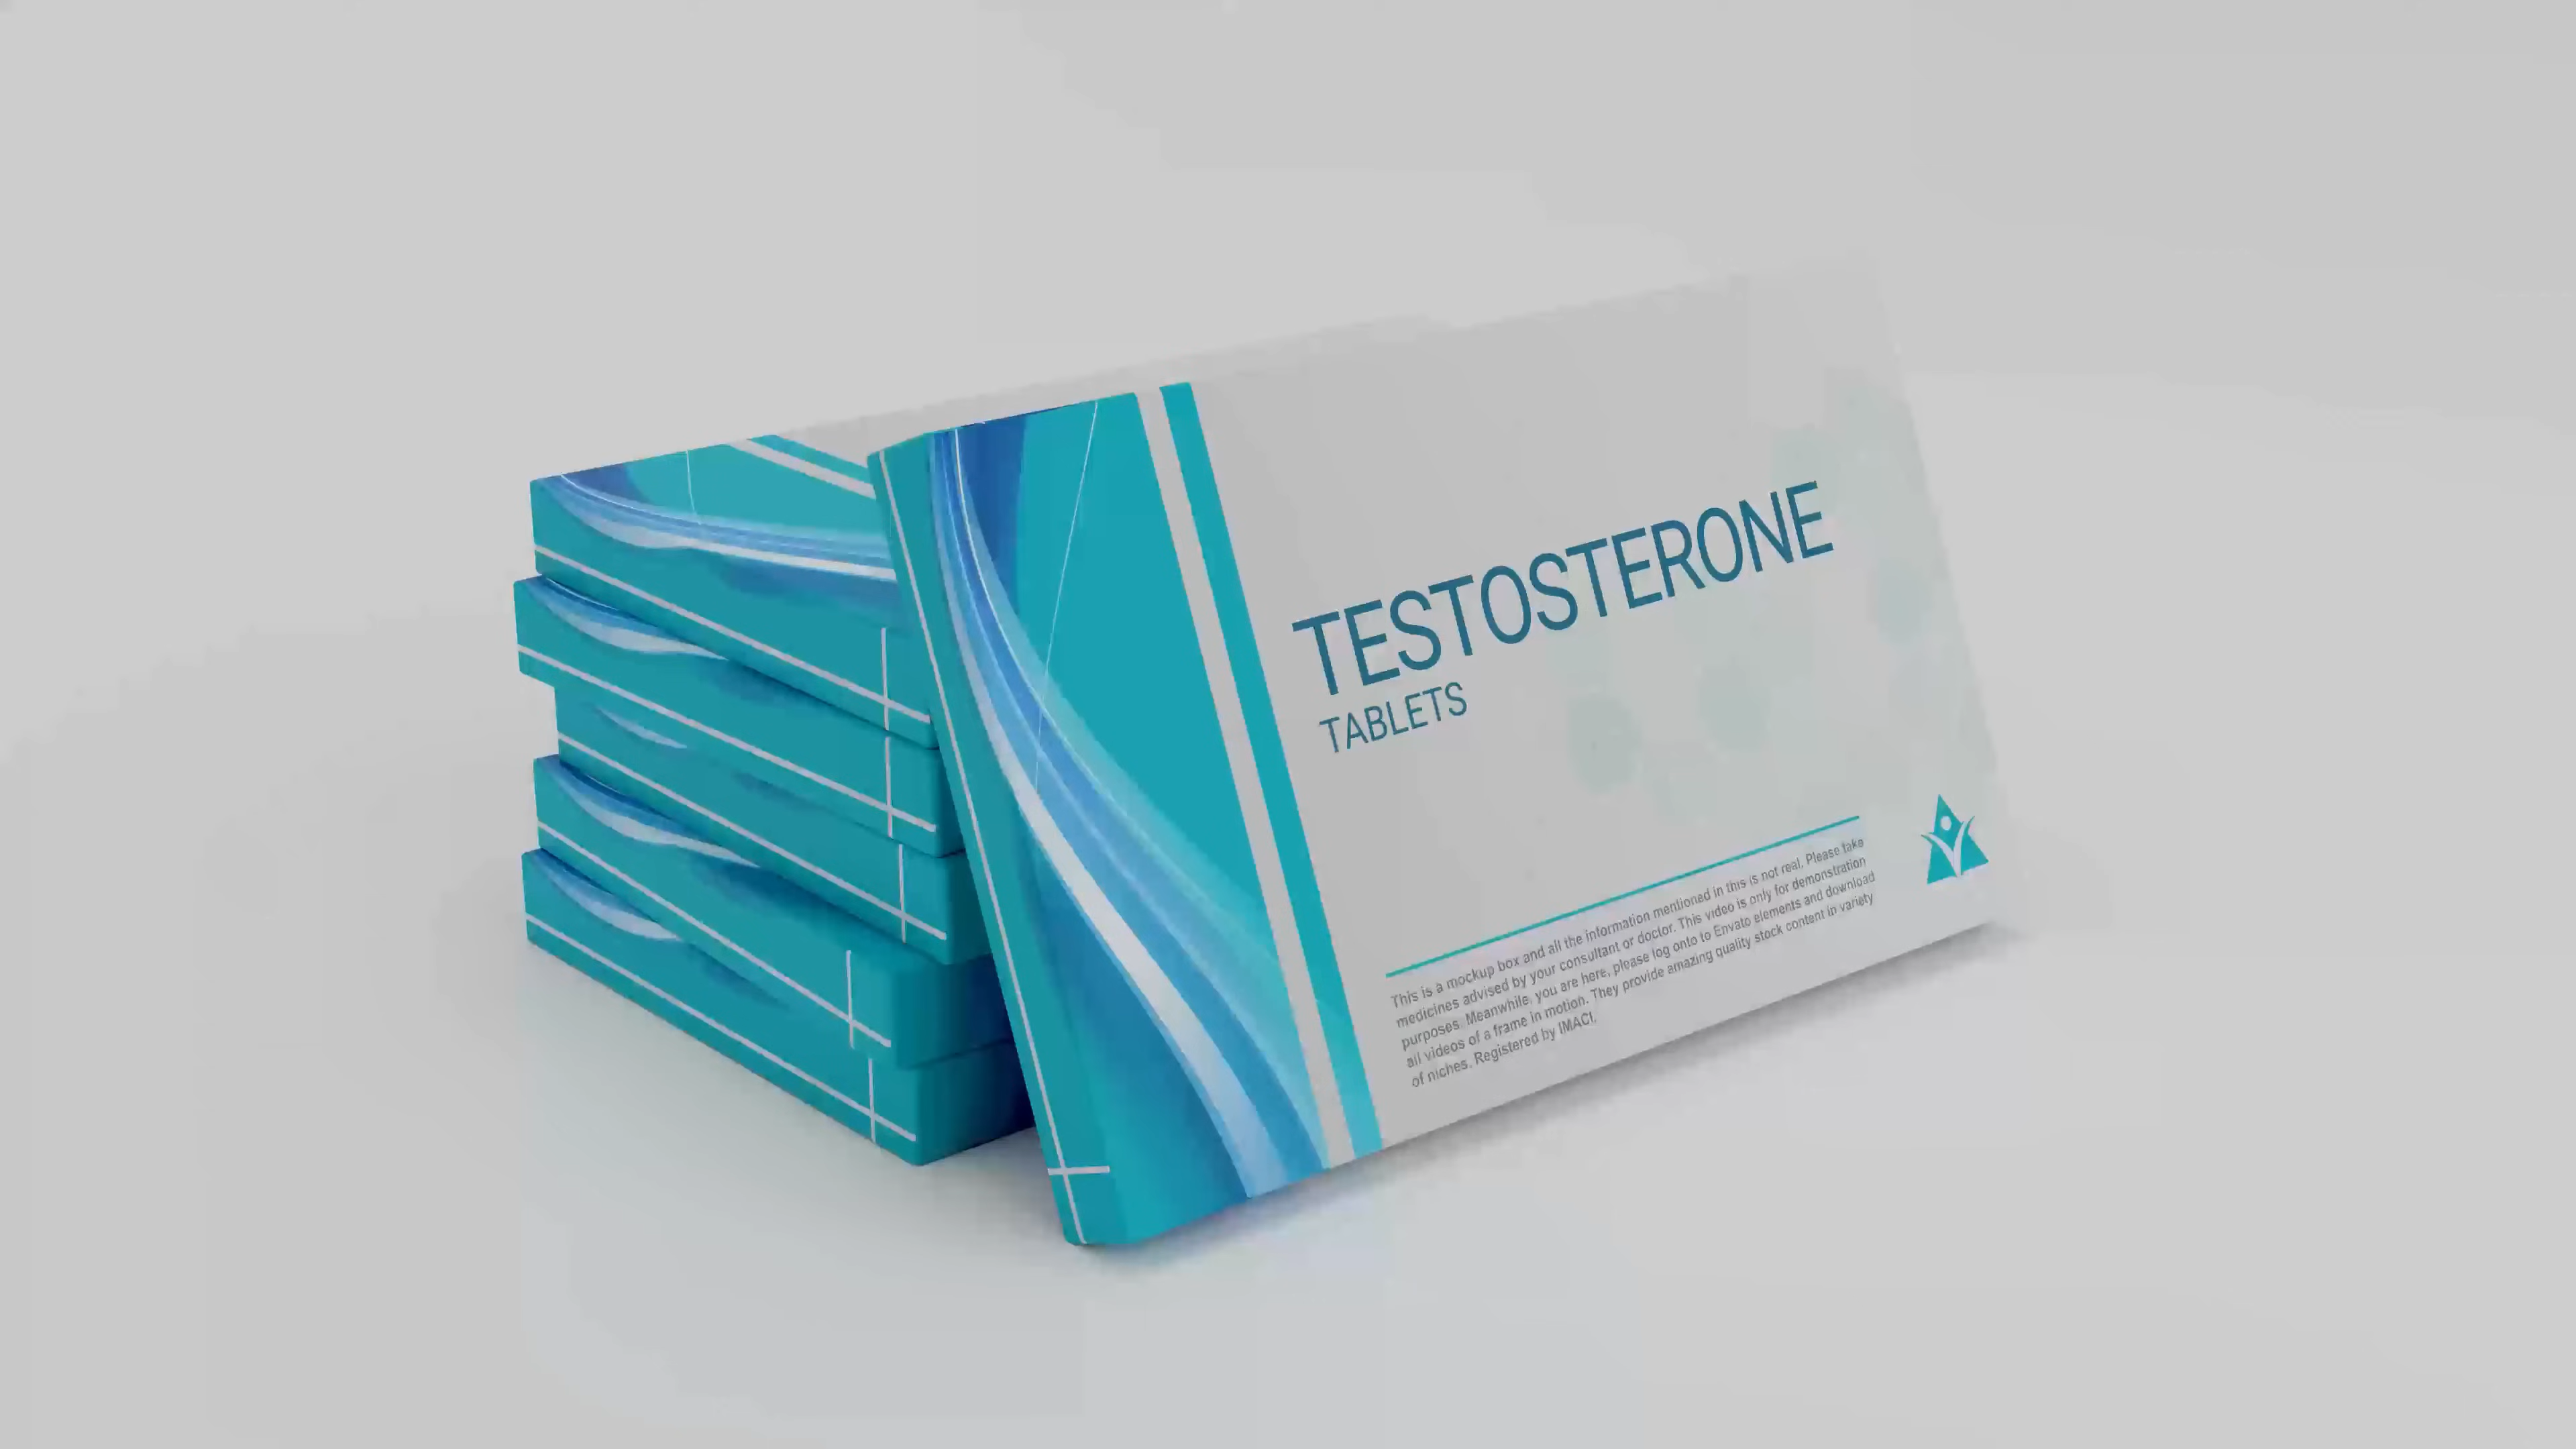 TESTOSTERONE
TABLETS
This is a mockup box and all the information mentioned in this is not real. Please take
medicines advised by your consultant or doctor. This video is only for demonstration
purposes. Meanwhile, you are here, please log onto to Envato elements and download
all videos of a frame in motion. They provide amazing quality stock content in variety
of niches. Registered by IMACI.